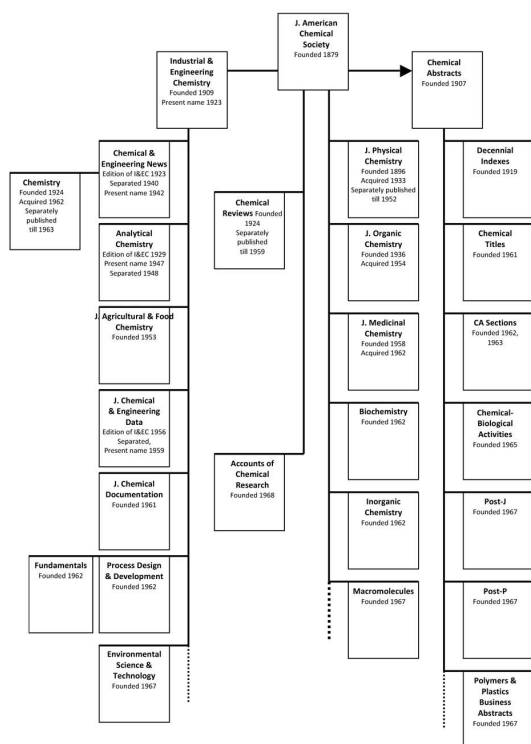 J. American
Chemical
Society
Founded 1879
Industrial &
Engineering
Chemistry
Founded 1909
Present name 1923
Chemical
Abstracts
Founded 1907
Chemical &
Engineering News
Edition of I&EC 1923
Separated 1940
Present name 1942
Chemistry
Founded 1924
Acquired 1962
Separately
published
till 1963
Analytical
Chemistry
Edition of I&EC 1929
Present name 1947
Separated 1948
J. Agricultural & Food
Chemistry
Founded 1953
J. Chemical
& Engineering
Data
Edition of I&EC 1956
Separated,
Present name 1959
J. Chemical
Documentation
Founded 1961
Fundamentals
Founded 1962
Process Design
& Development
Founded 1962
Environmental
Science &
Technology
Founded 1967
Chemical
Reviews Founded
1924
Separately
published
till 1959
Accounts of
Chemical
Research
Founded 1968
J. Physical
Chemistry
Founded 1896
Acquired 1933
Separately published
till 1952
J. Organic
Chemistry
Founded 1936
Acquired 1954
J. Medicinal
Chemistry
Founded 1958
Acquired 1962
Biochemistry
Founded 1962
Inorganic
Chemistry
Founded 1962
Macromolecules
Founded 1967
Decennial
Indexes
Founded 1919
Chemical
Titles
Founded 1961
CA Sections
Founded 1962,
1963
Chemical-
Biological
Activities
Founded 1965
Post-J
Founded 1967
Post-P
Founded 1967
Polymers &
Plastics
Business
Abstracts
Founded 1967